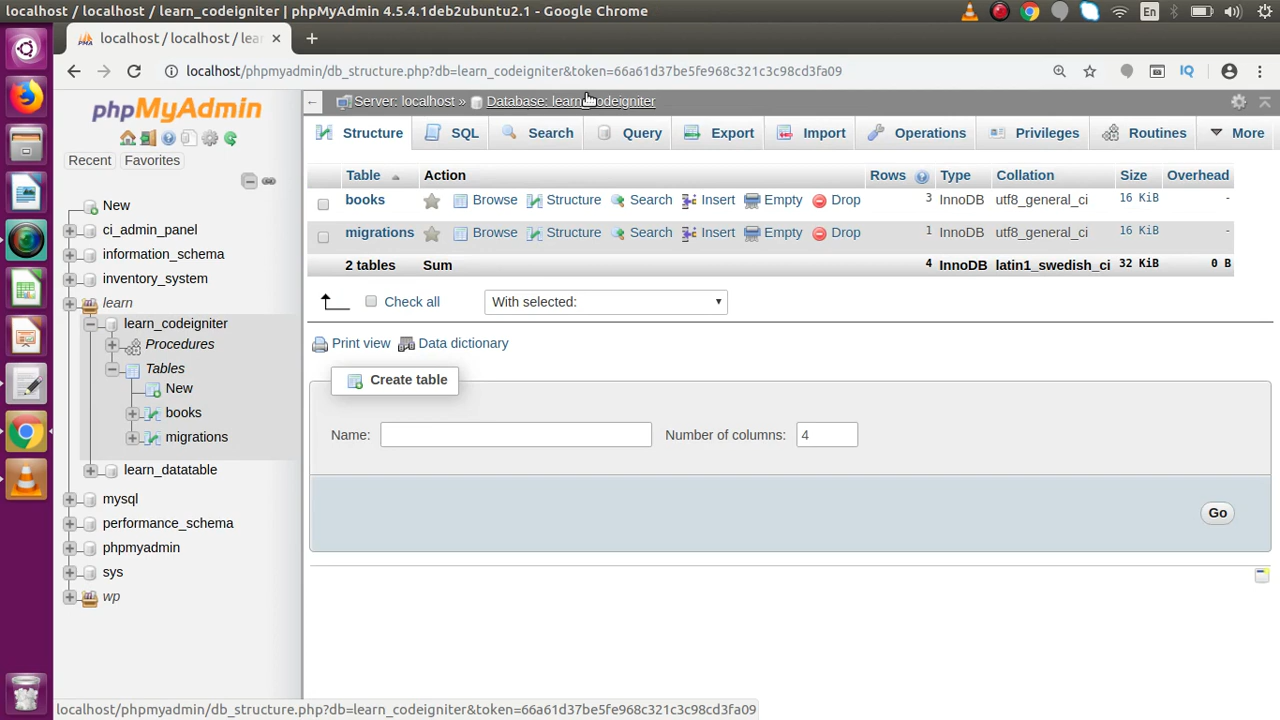 localhost / localhost / learn_codeigniter | phpMyAdmin 4.5.4.1deb2ubuntu2.1 - Google Chrome
En
localhost / localhost / lear
localhost/phpmyadmin/db_structure.php?db=learn_codeigniter&token=66a61d37be5fe968c321c3c98cd3fa09
IQ
phpMyAdmin
Recent Favorites
New
ci_admin_panel
information_schema
inventory_system
learn
learn_codeigniter
Procedures
Tables
New
books
migrations
learn_datatable
mysql
performance_schema
phpmyadmin
sys
wp
Server: localhost » Database: learn_codeigniter
Structure SQL Search Query Export Import Operations Privileges Routines More
Table Action Rows Type Collation Size Overhead
books Browse Structure Search Insert Empty Drop 3 InnoDB utf8_general_ci 16 KiB -
migrations Browse Structure Search Insert Empty Drop 1 InnoDB utf8_general_ci 16 KiB -
2 tables Sum 4 InnoDB latin1_swedish_ci 32 KiB 0 B
Check all With selected:
Print view Data dictionary
Create table
Name: Number of columns: 4
Go
localhost/phpmyadmin/db_structure.php?db=learn_codeigniter&token=66a61d37be5fe968c321c3c98cd3fa09